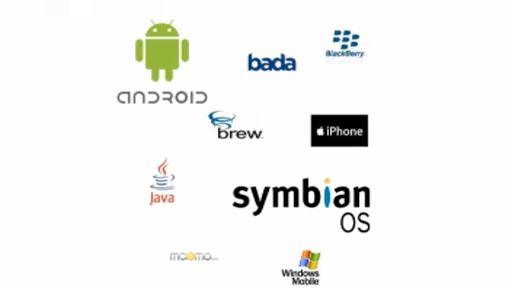 bada
BlackBerry
ANDROID
brew.
iPhone
Java
symbian
OS
maemo
Windows
Mobile